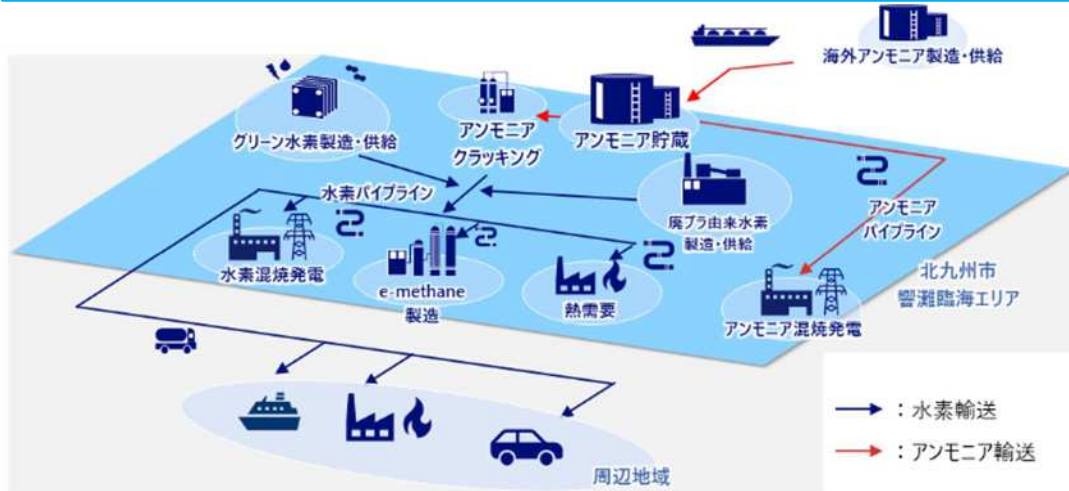 海外アンモニア製造・供給
グリーン水素製造・供給
アンモニア
クラッキング
アンモニア貯蔵
水素パイプライン
廃プラ由来水素
製造・供給
アンモニア
パイプライン
水素混焼発電
e-methane
製造
熱需要
アンモニア混焼発電
北九州市
響灘臨海エリア
周辺地域
：水素輸送
：アンモニア輸送